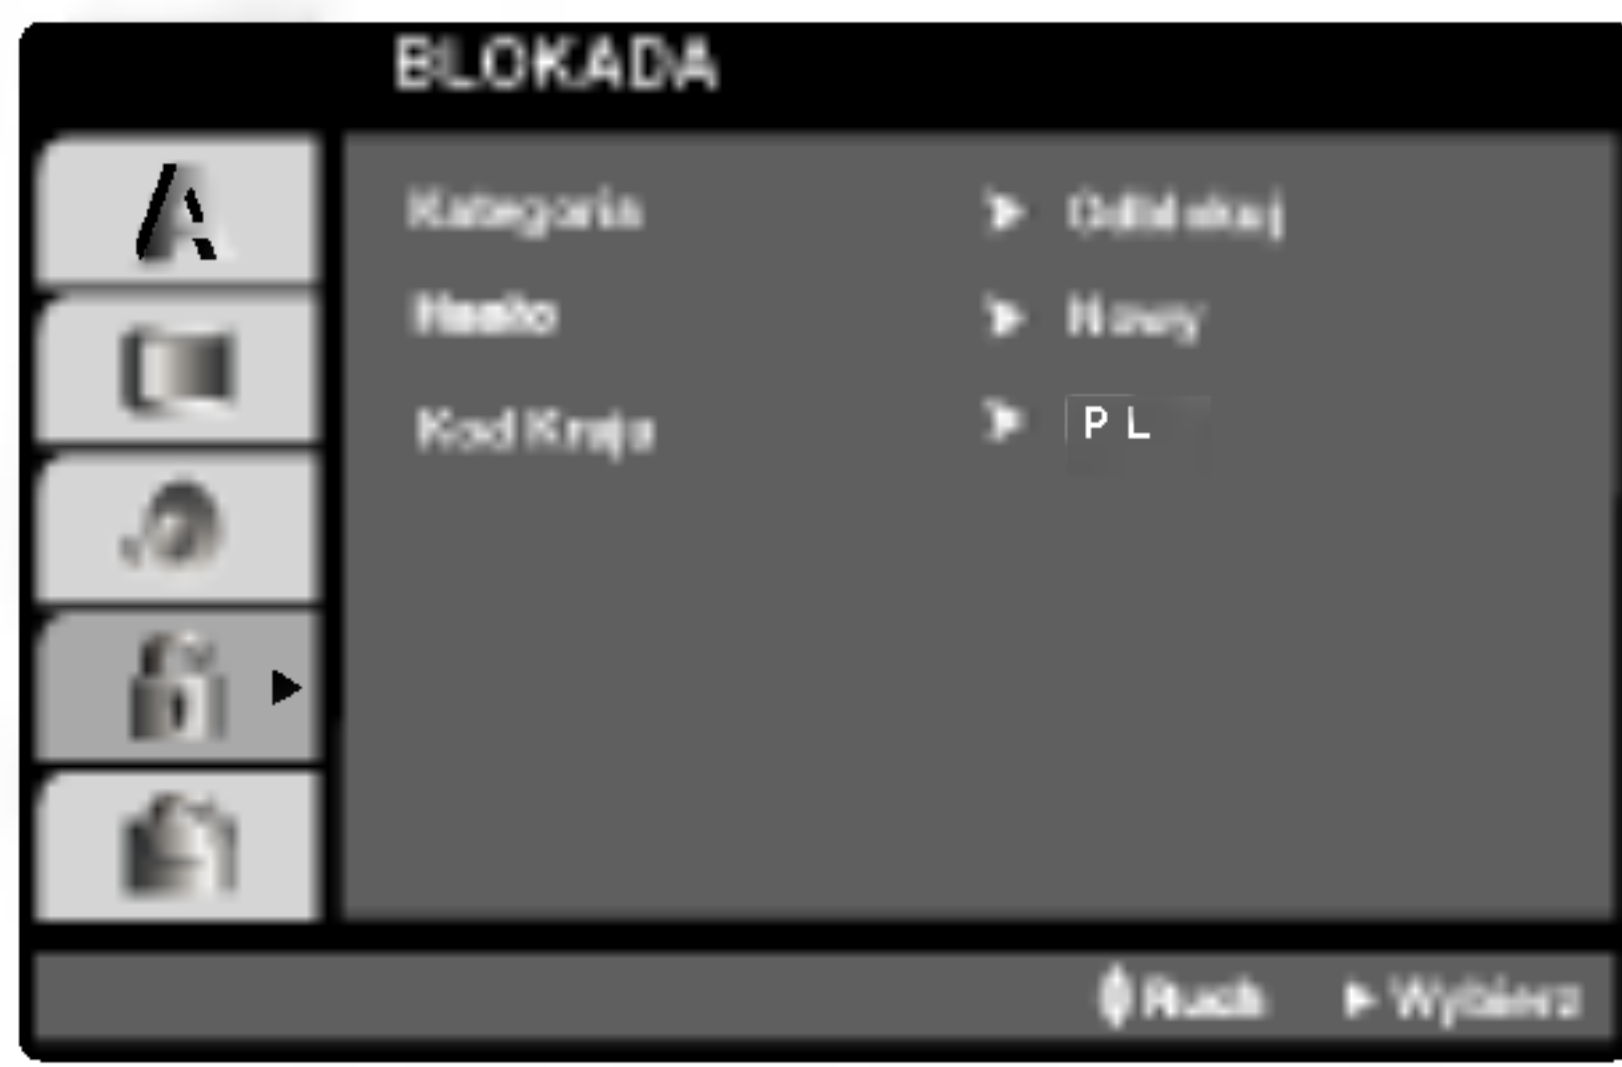 BLOKADA
A
Kategoria Odblokuj
Hasło Nowy
Kod Kraju P L
Ruch Wybierz